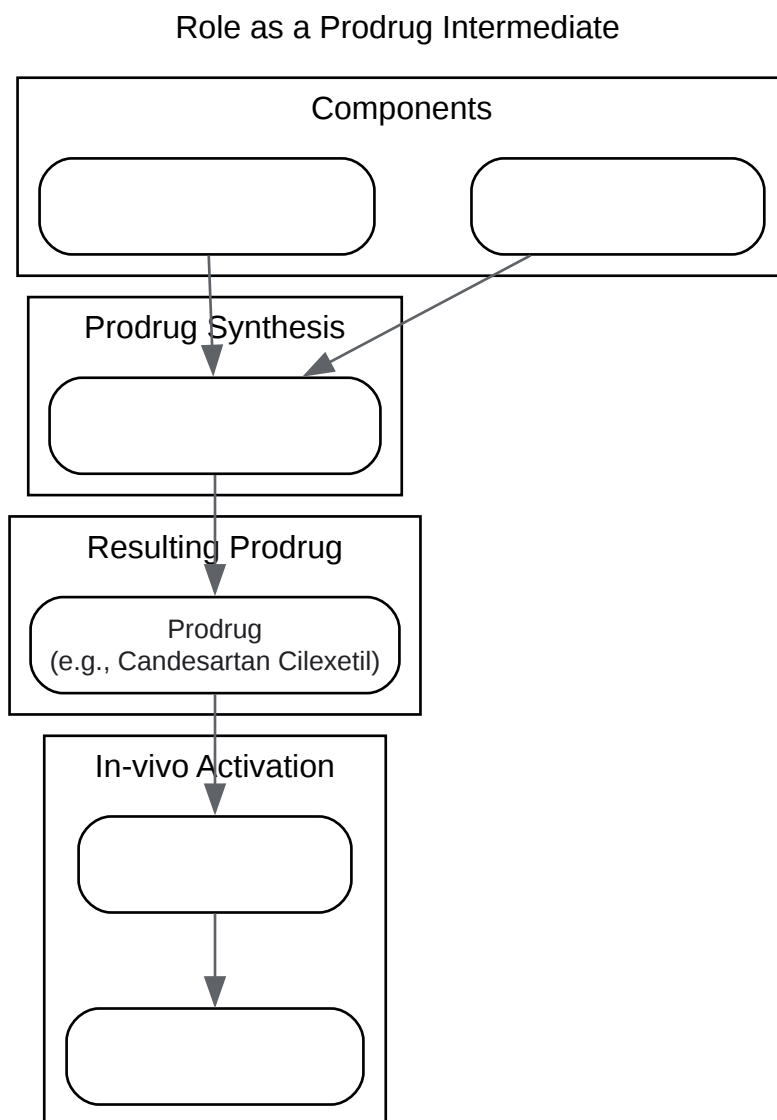 Role as a Prodrug Intermediate
Components
Prodrug Synthesis
Resulting Prodrug
Prodrug
(e.g., Candesartan Cilexetil)
In-vivo Activation